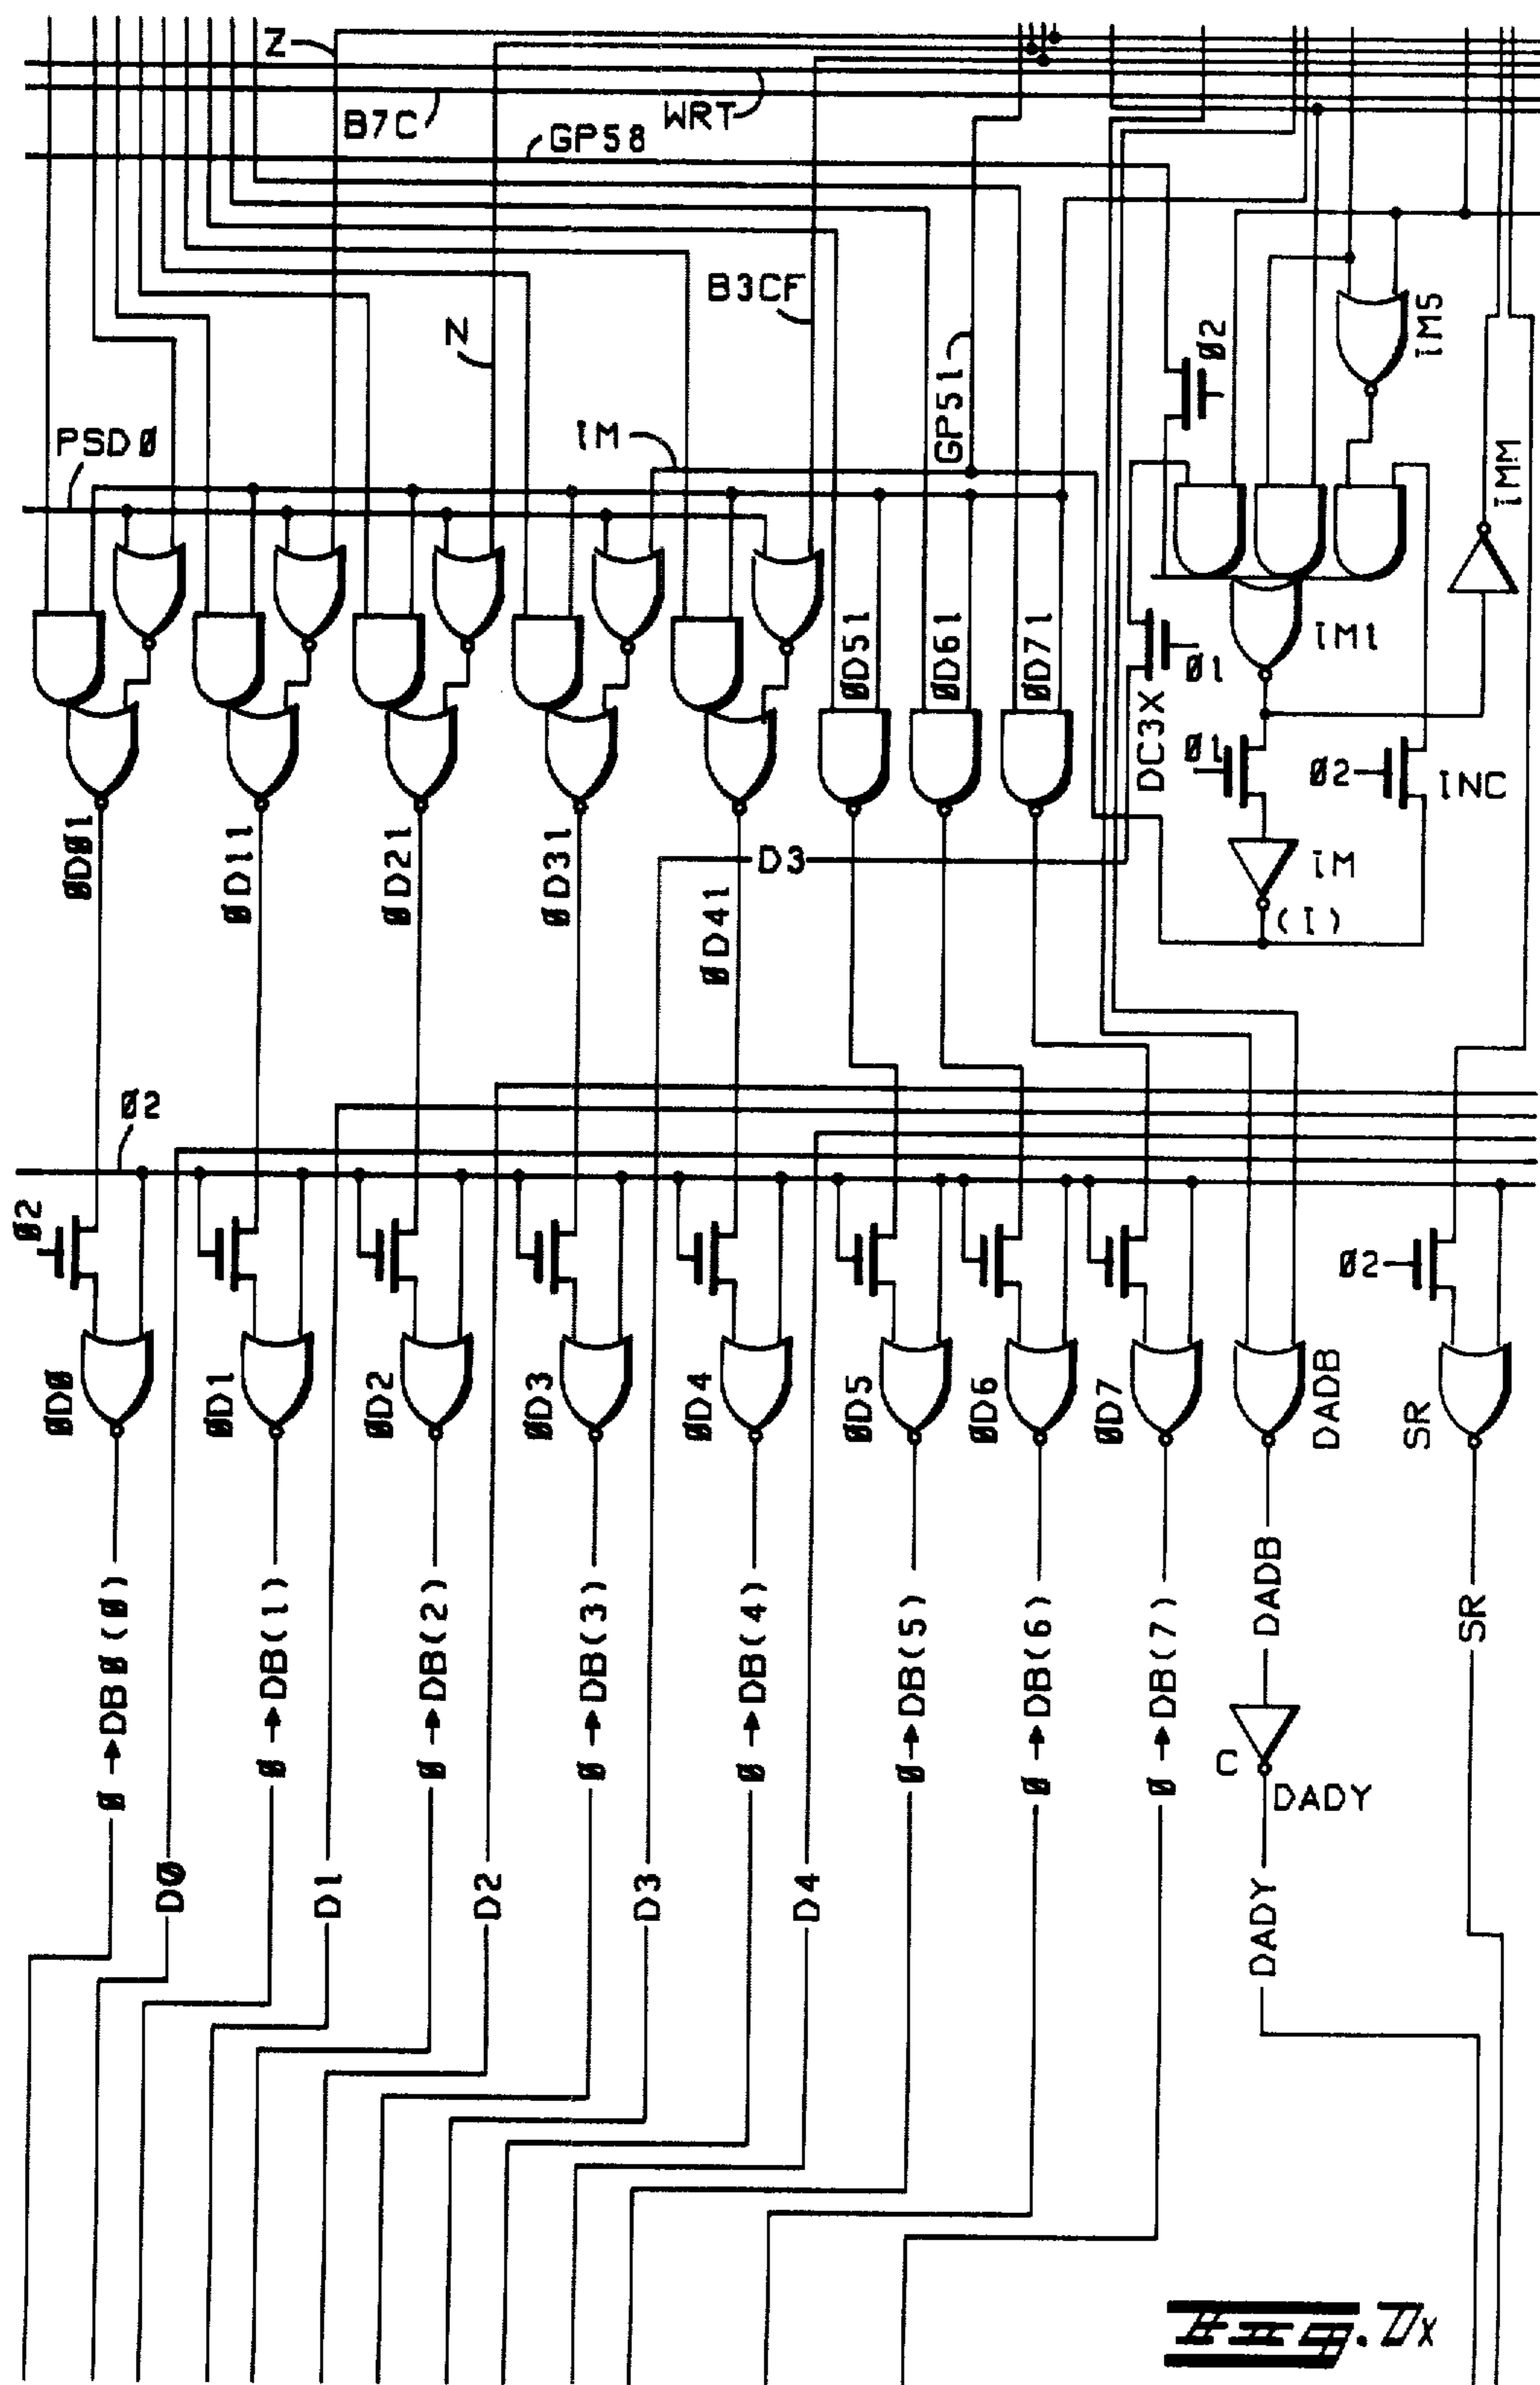 Z
WRT
B7C
GP58
B3CF
N
GP51
Ø2
IM5
PSDØ
IM
IMM
ØD51
ØD61
ØD71
DC3X
Ø1
IM1
Ø1
Ø2
INC
ØDØ1
ØD11
ØD21
ØD31
D3
ØD41
IM
(I)
Ø2
Ø2
Ø2
ØDØ
ØD1
ØD2
ØD3
ØD4
ØD5
ØD6
ØD7
DADB
SR
Ø→DBØ(Ø)
Ø→DB(1)
Ø→DB(2)
Ø→DB(3)
Ø→DB(4)
Ø→DB(5)
Ø→DB(6)
Ø→DB(7)
DADB
SR
C
DADY
DØ
D1
D2
D3
D4
DADY